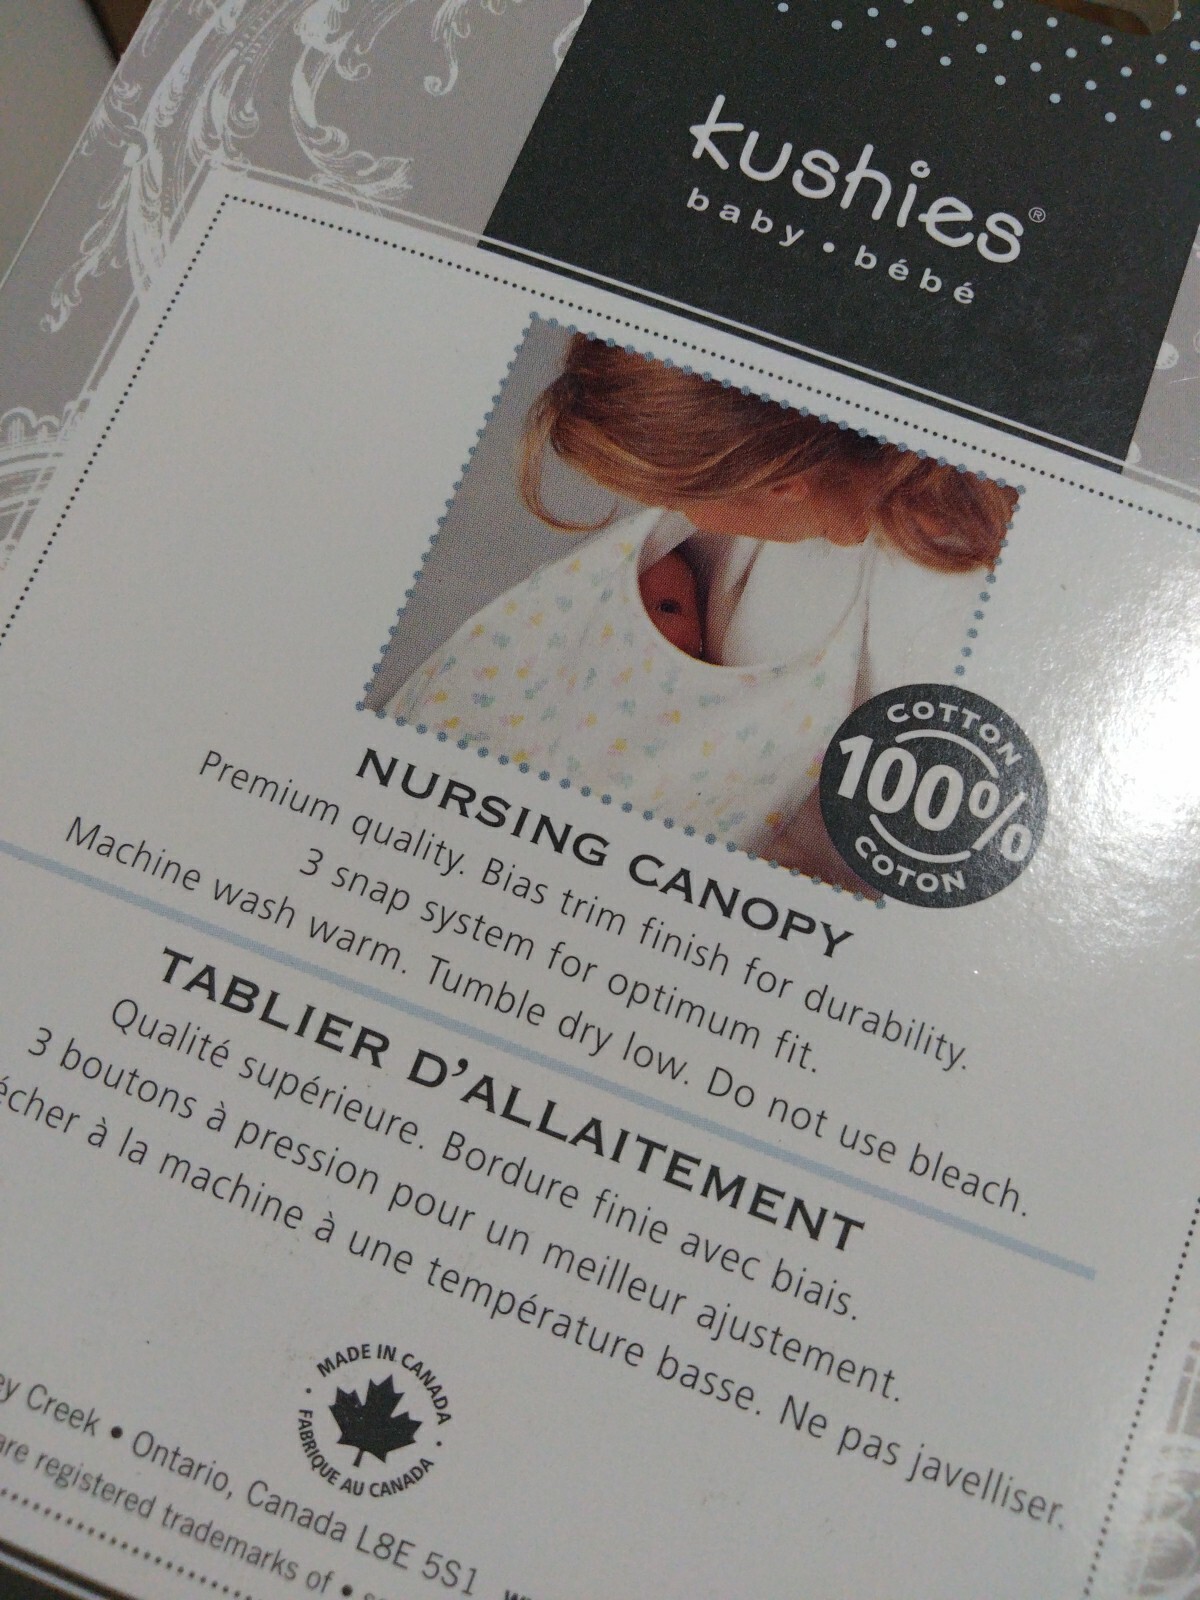 kushies®
baby • bébé
COTTON
100%
COTON
NURSING CANOPY
Premium quality. Bias trim finish for durability.
3 snap system for optimum fit.
Machine wash warm. Tumble dry low. Do not use bleach.
TABLIER D'ALLAITEMENT
Qualité supérieure. Bordure finie avec biais.
3 boutons à pression pour un meilleur ajustement.
à la machine à une température basse. Ne pas javelliser.
MADE IN CANADA
FABRIQUE AU CANADA
Creek • Ontario, Canada L8E 5S1
are registered trademarks of •